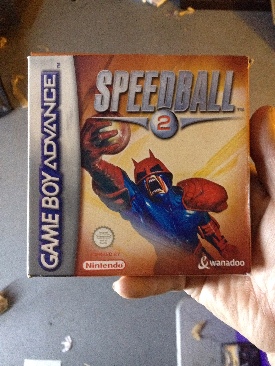 GAME BOY ADVANCE
SPEEDBALL
2
Nintendo
wanadoo